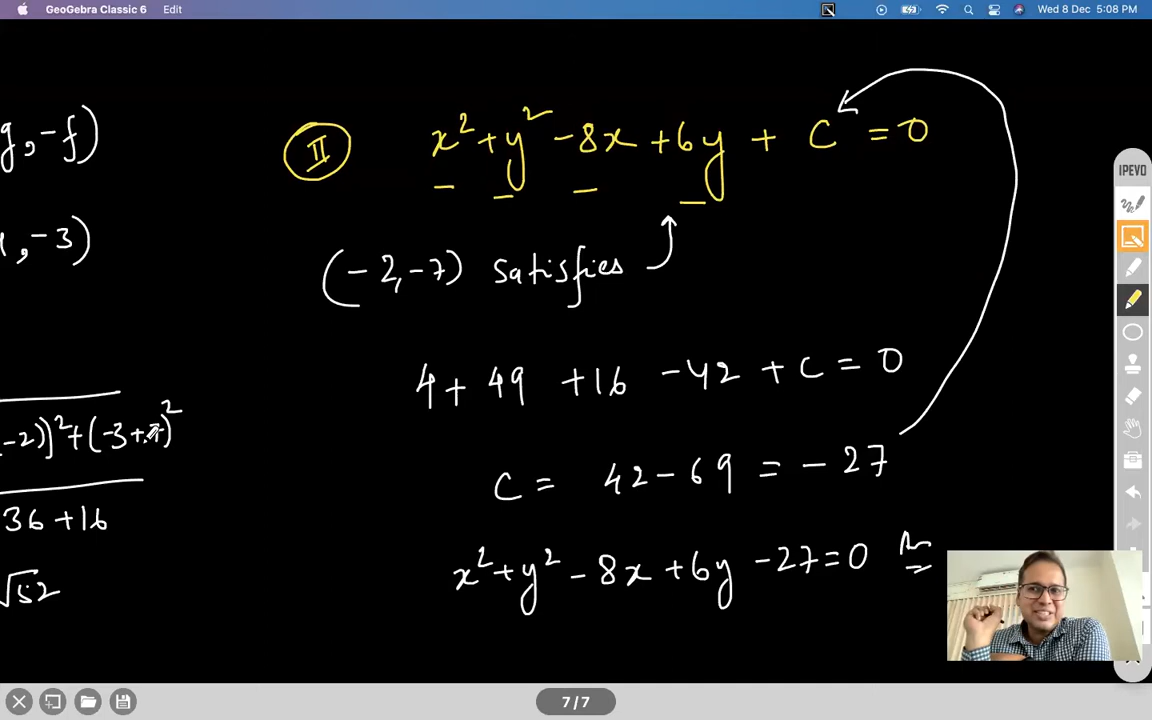 GeoGebra Classic 6 Edit Wed 8 Dec 5:08 PM
g, -f)
, -3)
-2))² + (-3+
36 + 16
√52
II x² + y² - 8x + 6y + C = 0
(-2, -7) satisfies
4 + 49 + 16 - 42 + C = 0
C = 42 - 69 = - 27
x² + y² - 8x + 6y - 27 = 0 Ans
IPEVO
7/7